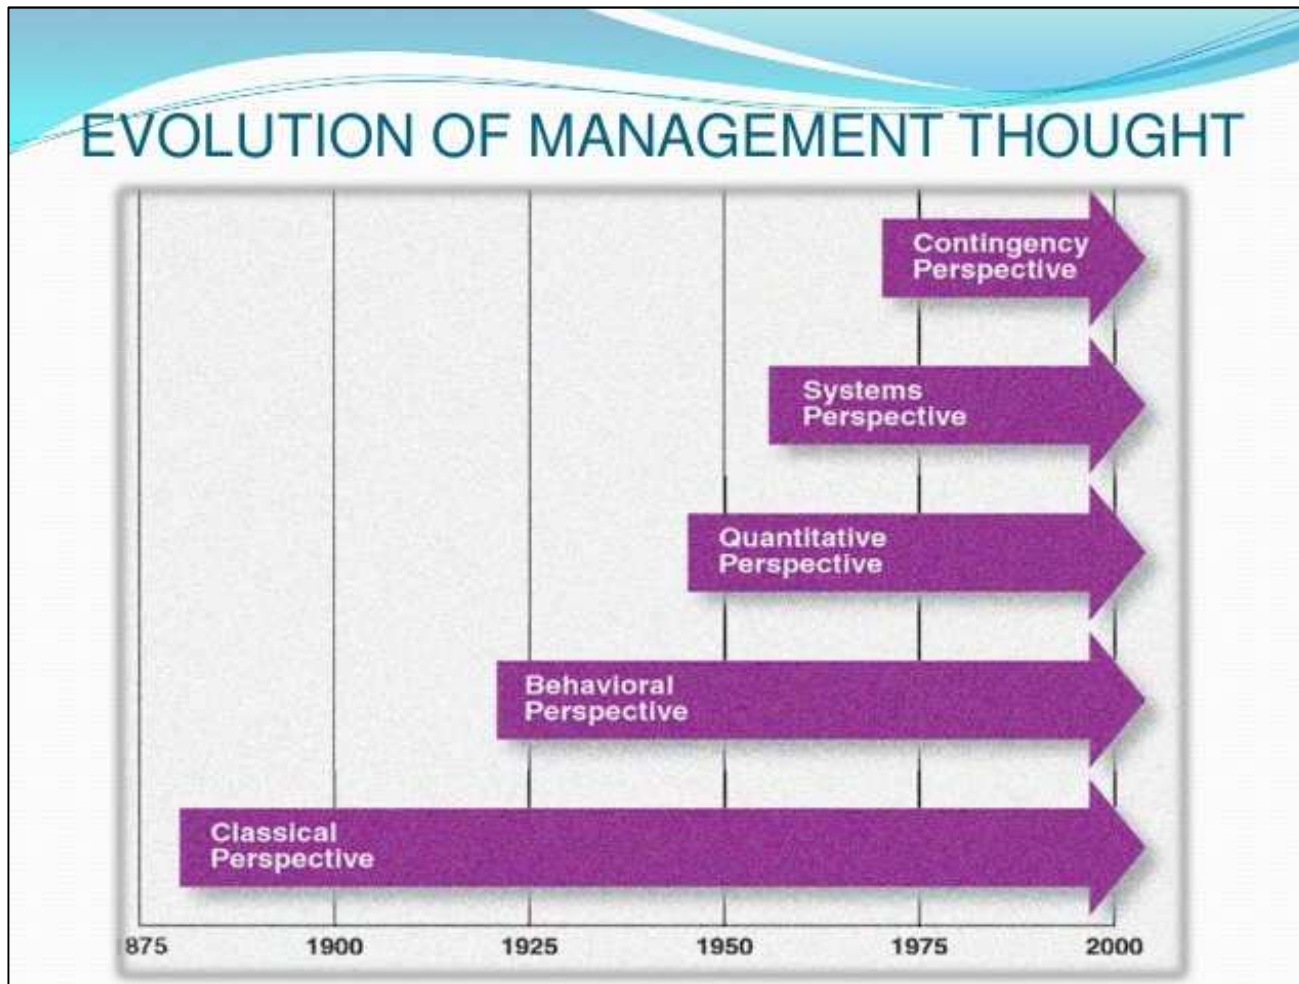 EVOLUTION OF MANAGEMENT THOUGHT
Contingency
Perspective
Systems
Perspective
Quantitative
Perspective
Behavioral
Perspective
Classical
Perspective
875 1900 1925 1950 1975 2000